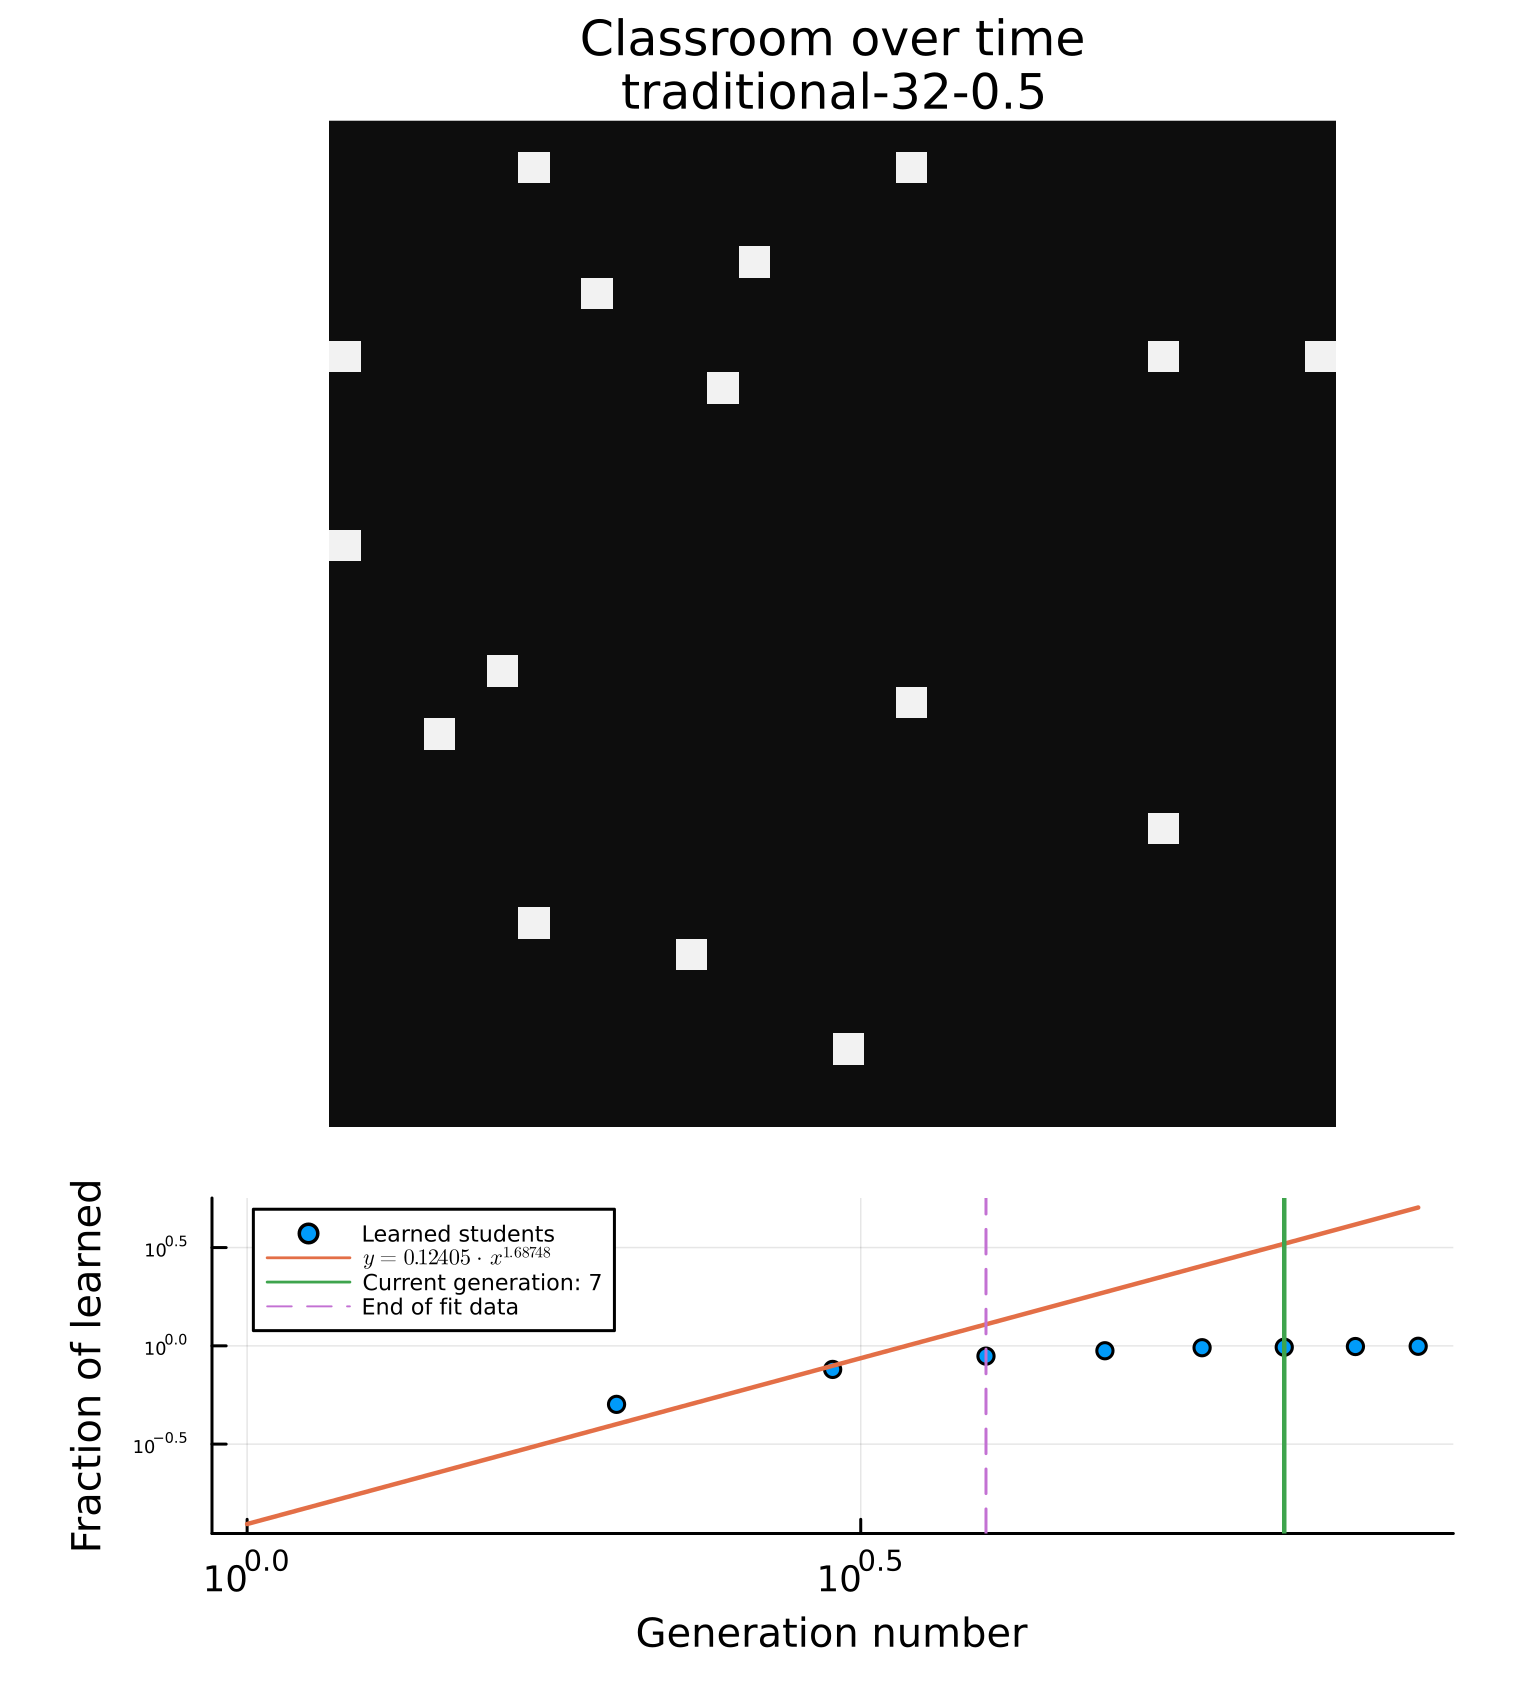 Classroom over time
traditional-32-0.5
Fraction of learned
10^0.5
10^0.0
10^−0.5
Learned students
y = 0.12405 · x^1.68748
Current generation: 7
End of fit data
10^0.0
10^0.5
Generation number